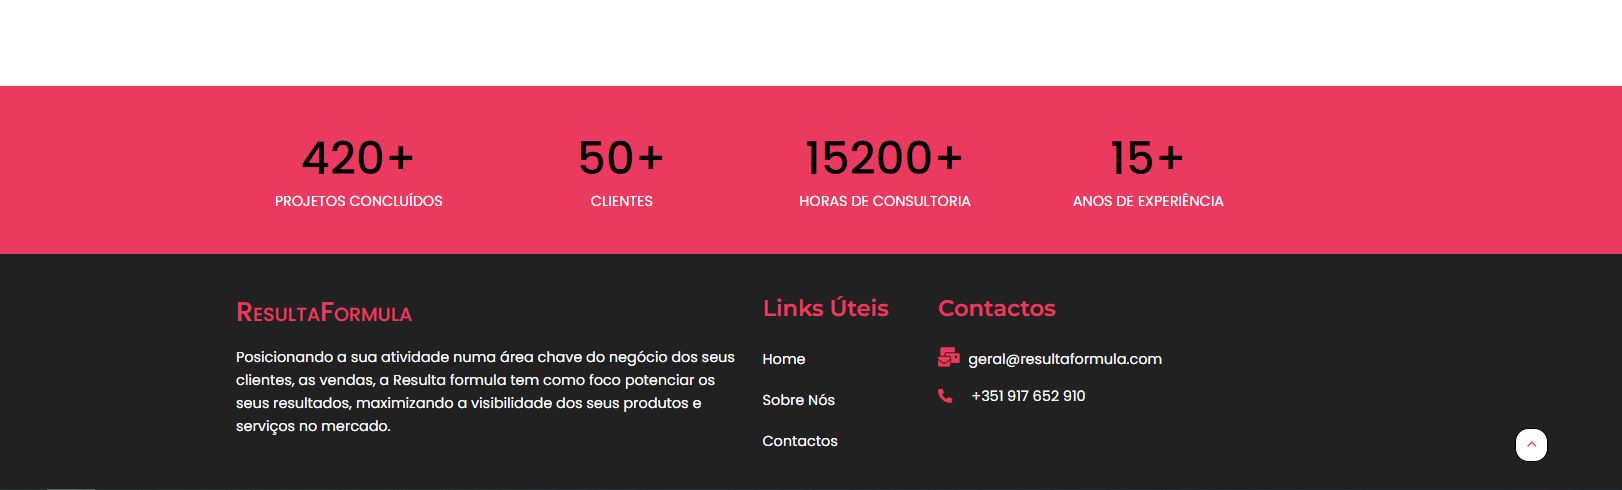 420+
PROJETOS CONCLUÍDOS
50+
CLIENTES
15200+
HORAS DE CONSULTORIA
15+
ANOS DE EXPERIÊNCIA
ResultaFormula
Posicionando a sua atividade numa área chave do negócio dos seus
clientes, as vendas, a Resulta formula tem como foco potenciar os
seus resultados, maximizando a visibilidade dos seus produtos e
serviços no mercado.
Links Úteis
Home
Sobre Nós
Contactos
Contactos
geral@resultaformula.com
+351 917 652 910